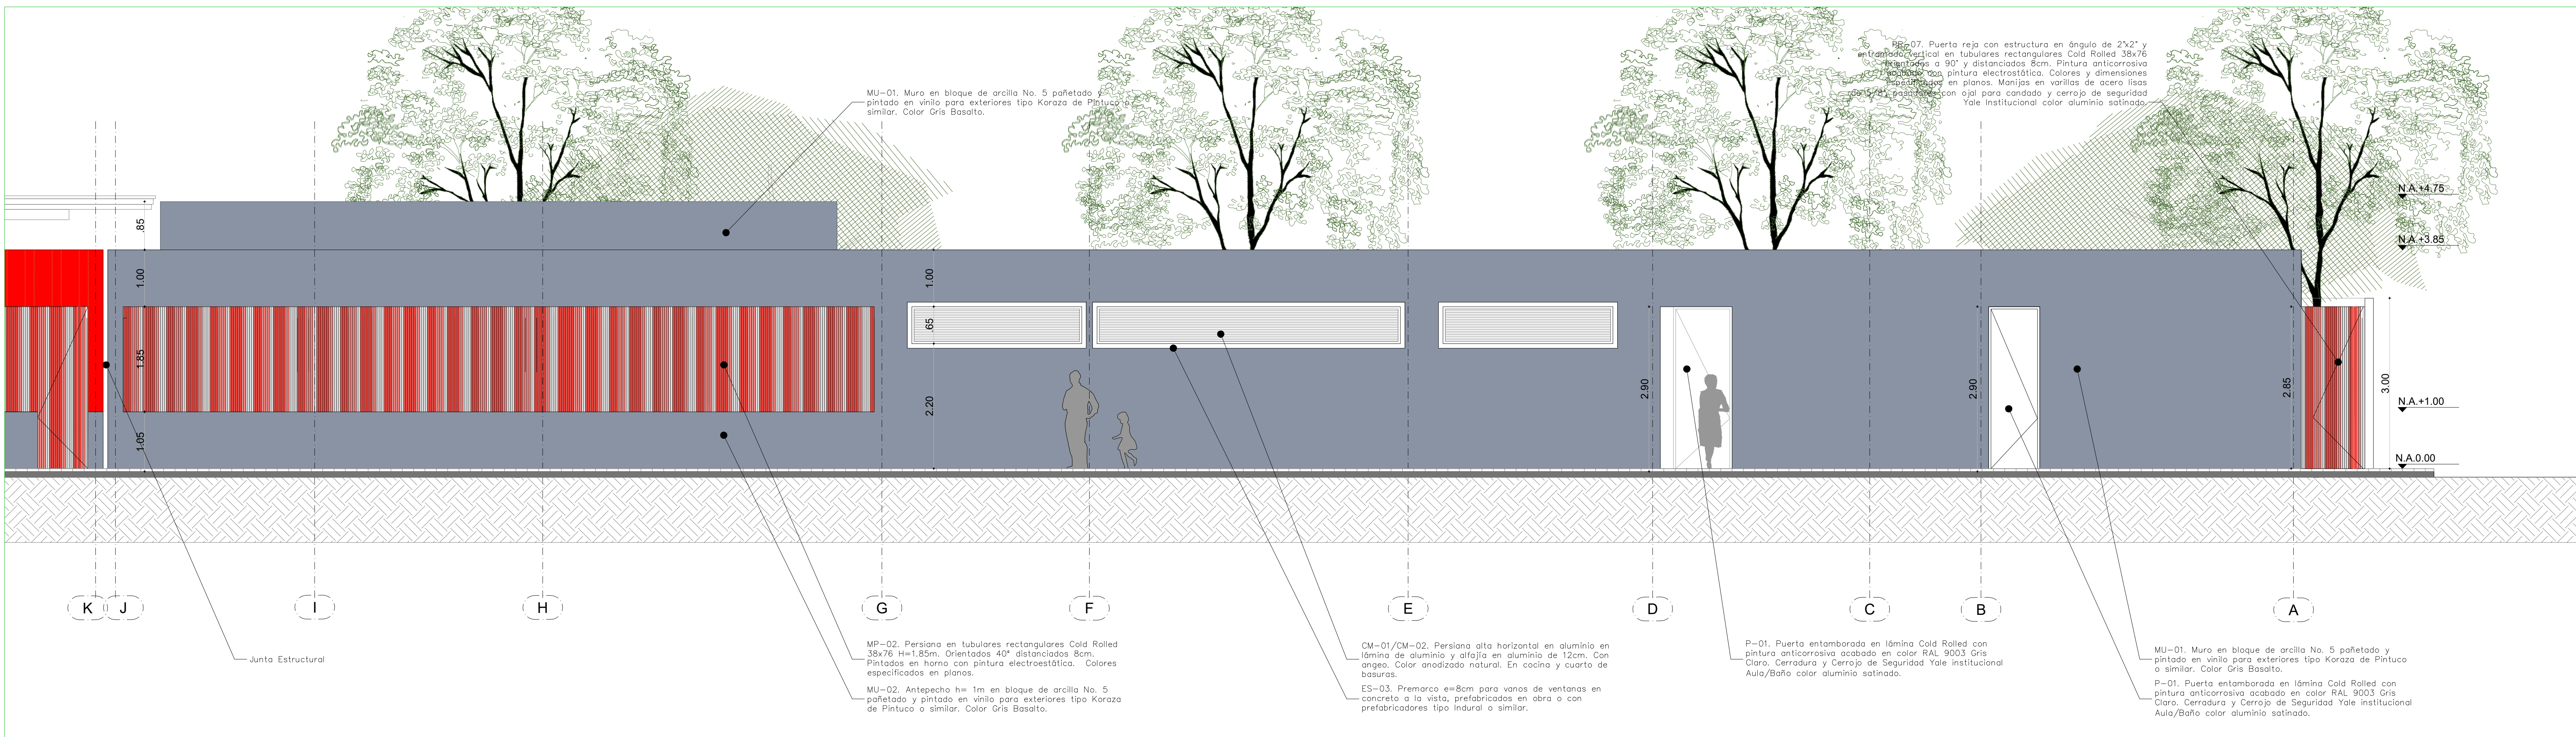 PR-07. Puerta reja con estructura en ángulo de 2"x2" y
entramado vertical en tubulares rectangulares Cold Rolled 38x76
orientados a 90° y distanciados 8cm. Pintura anticorrosiva
acabado con pintura electrostática. Colores y dimensiones
especificados en planos. Manijas en varillas de acero lisas
de 5/8", pasadores con ojal para candado y cerrojo de seguridad
Yale Institucional color aluminio satinado.
MU-01. Muro en bloque de arcilla No. 5 pañetado y
pintado en vinilo para exteriores tipo Koraza de Pintuco o
similar. Color Gris Basalto.
N.A.+4.75
N.A.+3.85
N.A.+1.00
N.A.0.00
.85
1.00
1.85
1.05
1.00
.65
2.20
2.90
2.90
2.85
3.00
K
J
I
H
G
F
E
D
C
B
A
Junta Estructural
MP-02. Persiana en tubulares rectangulares Cold Rolled
38x76 H=1.85m. Orientados 40° distanciados 8cm.
Pintados en horno con pintura electroestática. Colores
especificados en planos.
MU-02. Antepecho h= 1m en bloque de arcilla No. 5
pañetado y pintado en vinilo para exteriores tipo Koraza
de Pintuco o similar. Color Gris Basalto.
CM-01/CM-02. Persiana alta horizontal en aluminio en
lámina de aluminio y alfajía en aluminio de 12cm. Con
angeo. Color anodizado natural. En cocina y cuarto de
basuras.
ES-03. Premarco e=8cm para vanos de ventanas en
concreto a la vista, prefabricados en obra o con
prefabricadores tipo Indural o similar.
P-01. Puerta entamborada en lámina Cold Rolled con
pintura anticorrosiva acabado en color RAL 9003 Gris
Claro. Cerradura y Cerrojo de Seguridad Yale institucional
Aula/Baño color aluminio satinado.
MU-01. Muro en bloque de arcilla No. 5 pañetado y
pintado en vinilo para exteriores tipo Koraza de Pintuco
o similar. Color Gris Basalto.
P-01. Puerta entamborada en lámina Cold Rolled con
pintura anticorrosiva acabado en color RAL 9003 Gris
Claro. Cerradura y Cerrojo de Seguridad Yale institucional
Aula/Baño color aluminio satinado.